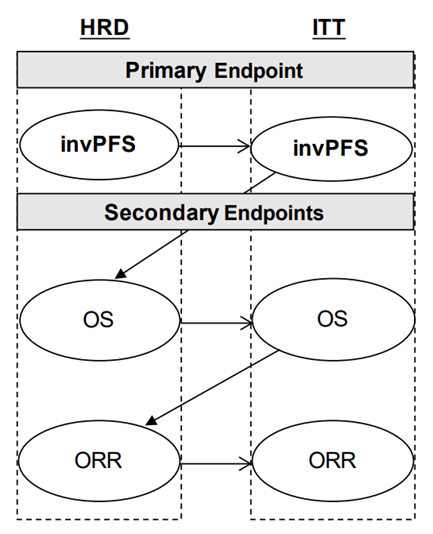 HRD ITT
Primary Endpoint
invPFS invPFS
Secondary Endpoints
OS OS
ORR ORR